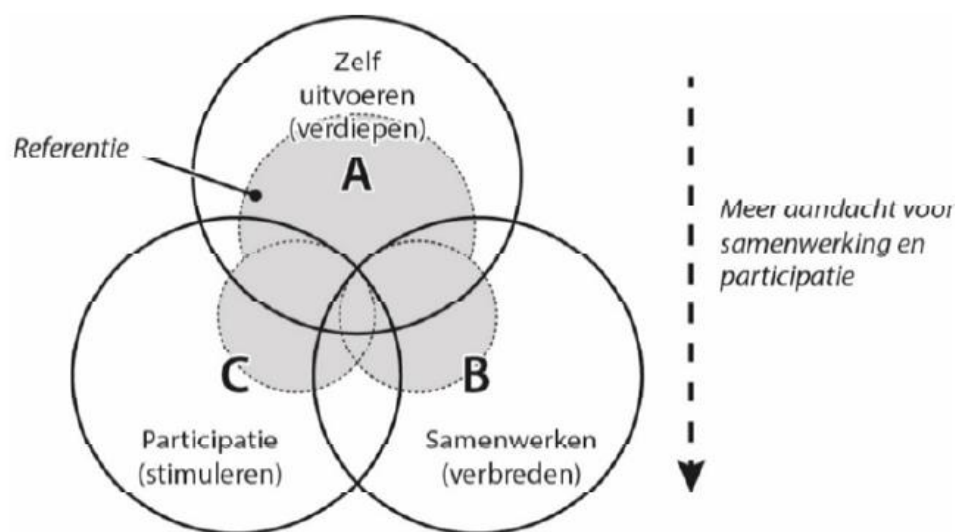 Zelf
uitvoeren
(verdiepen)
A
Referentie
Meer aandacht voor
samenwerking en
participatie
C
B
Participatie
(stimuleren)
Samenwerken
(verbreden)